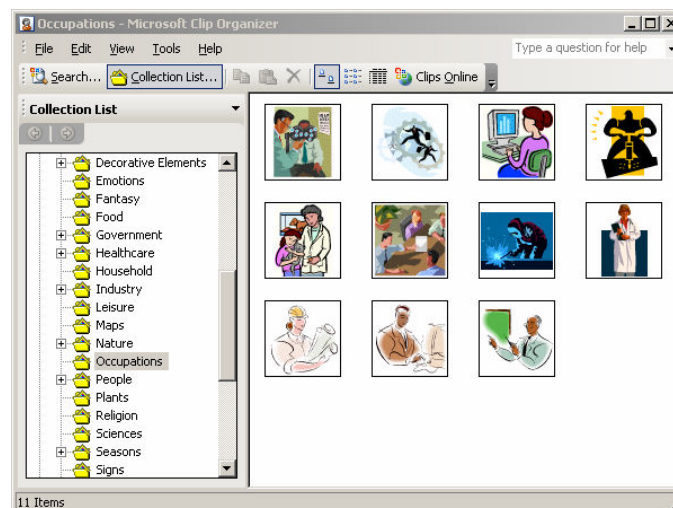 Occupations - Microsoft Clip Organizer
File Edit View Tools Help
Type a question for help
Search... Collection List... Clips Online
Collection List
Decorative Elements
Emotions
Fantasy
Food
Government
Healthcare
Household
Industry
Leisure
Maps
Nature
Occupations
People
Plants
Religion
Sciences
Seasons
Signs
11 Items